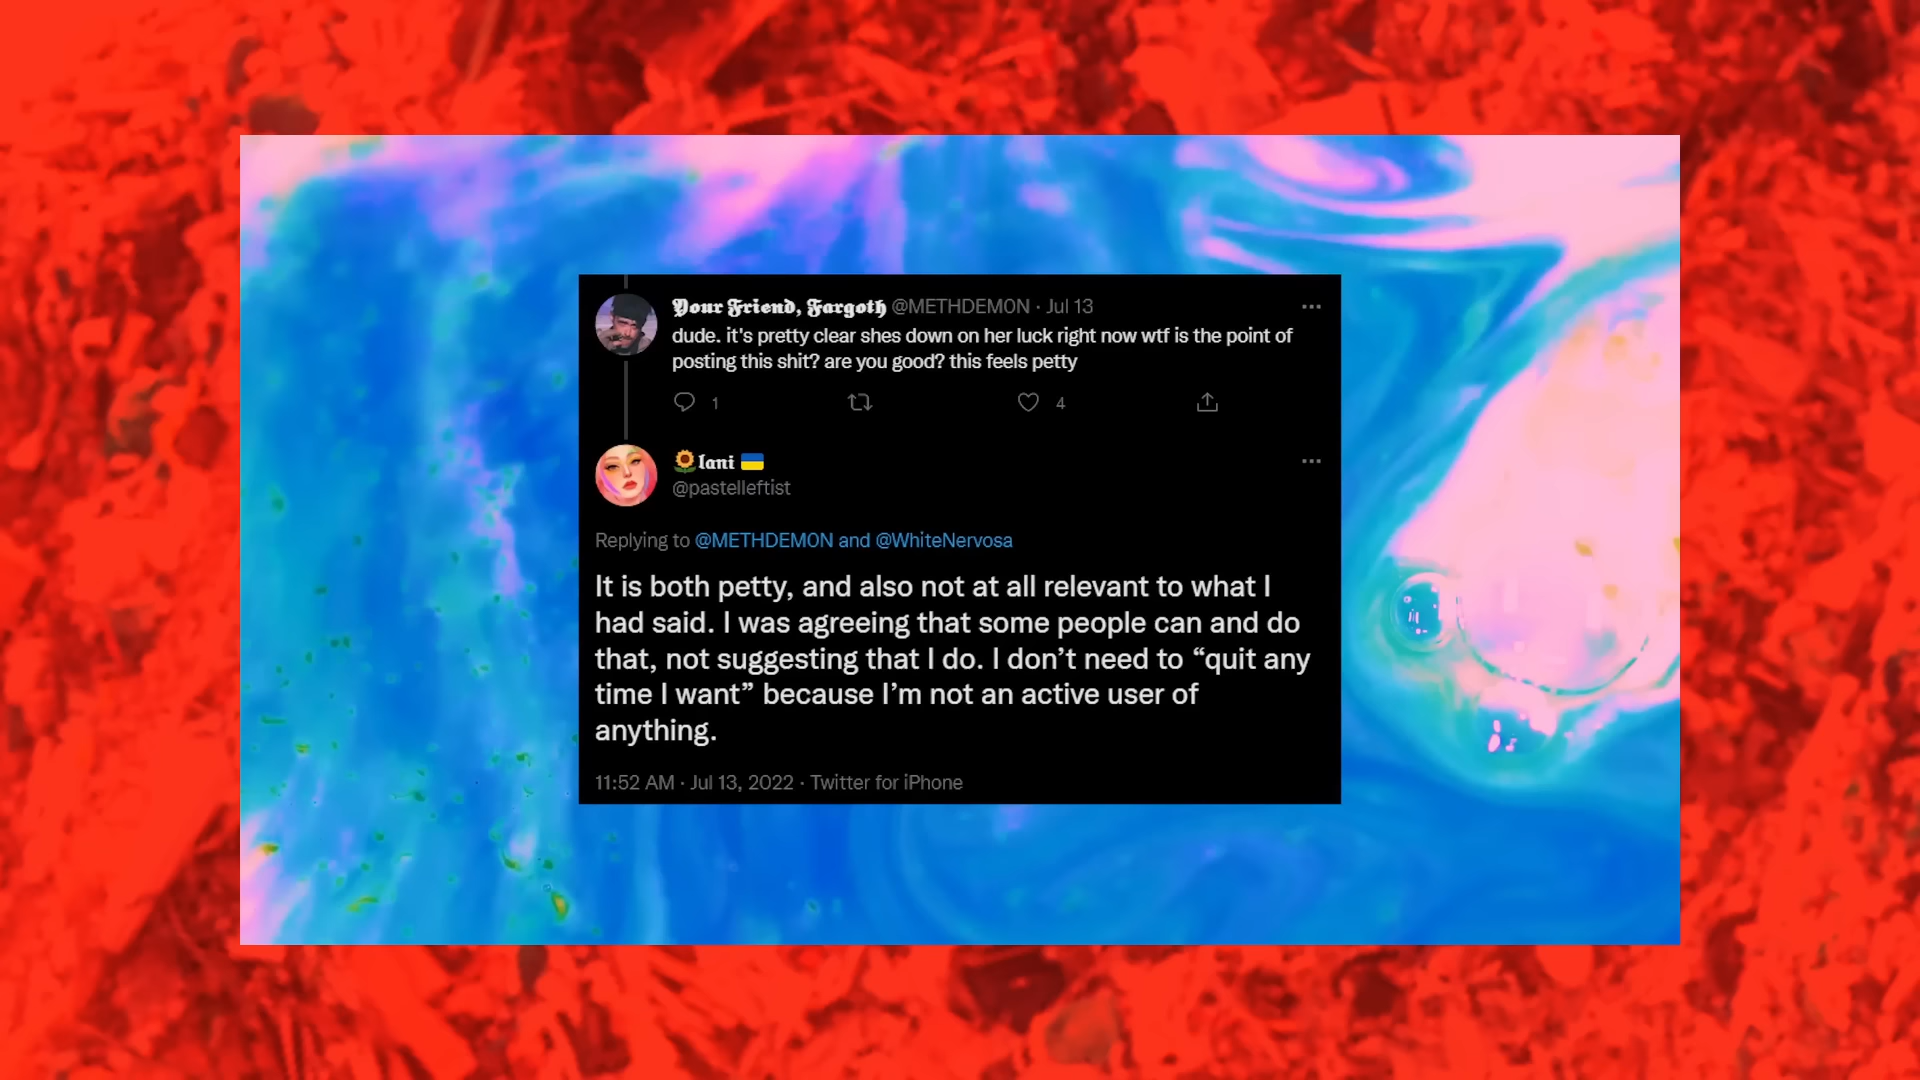 Your Friend, Fargoth @METHDEMON · Jul 13
dude. it's pretty clear shes down on her luck right now wtf is the point of
posting this shit? are you good? this feels petty
1 4
🌻lani 🇺🇦
@pastelleftist
Replying to @METHDEMON and @WhiteNervosa
It is both petty, and also not at all relevant to what I
had said. I was agreeing that some people can and do
that, not suggesting that I do. I don’t need to “quit any
time I want” because I’m not an active user of
anything.
11:52 AM · Jul 13, 2022 · Twitter for iPhone